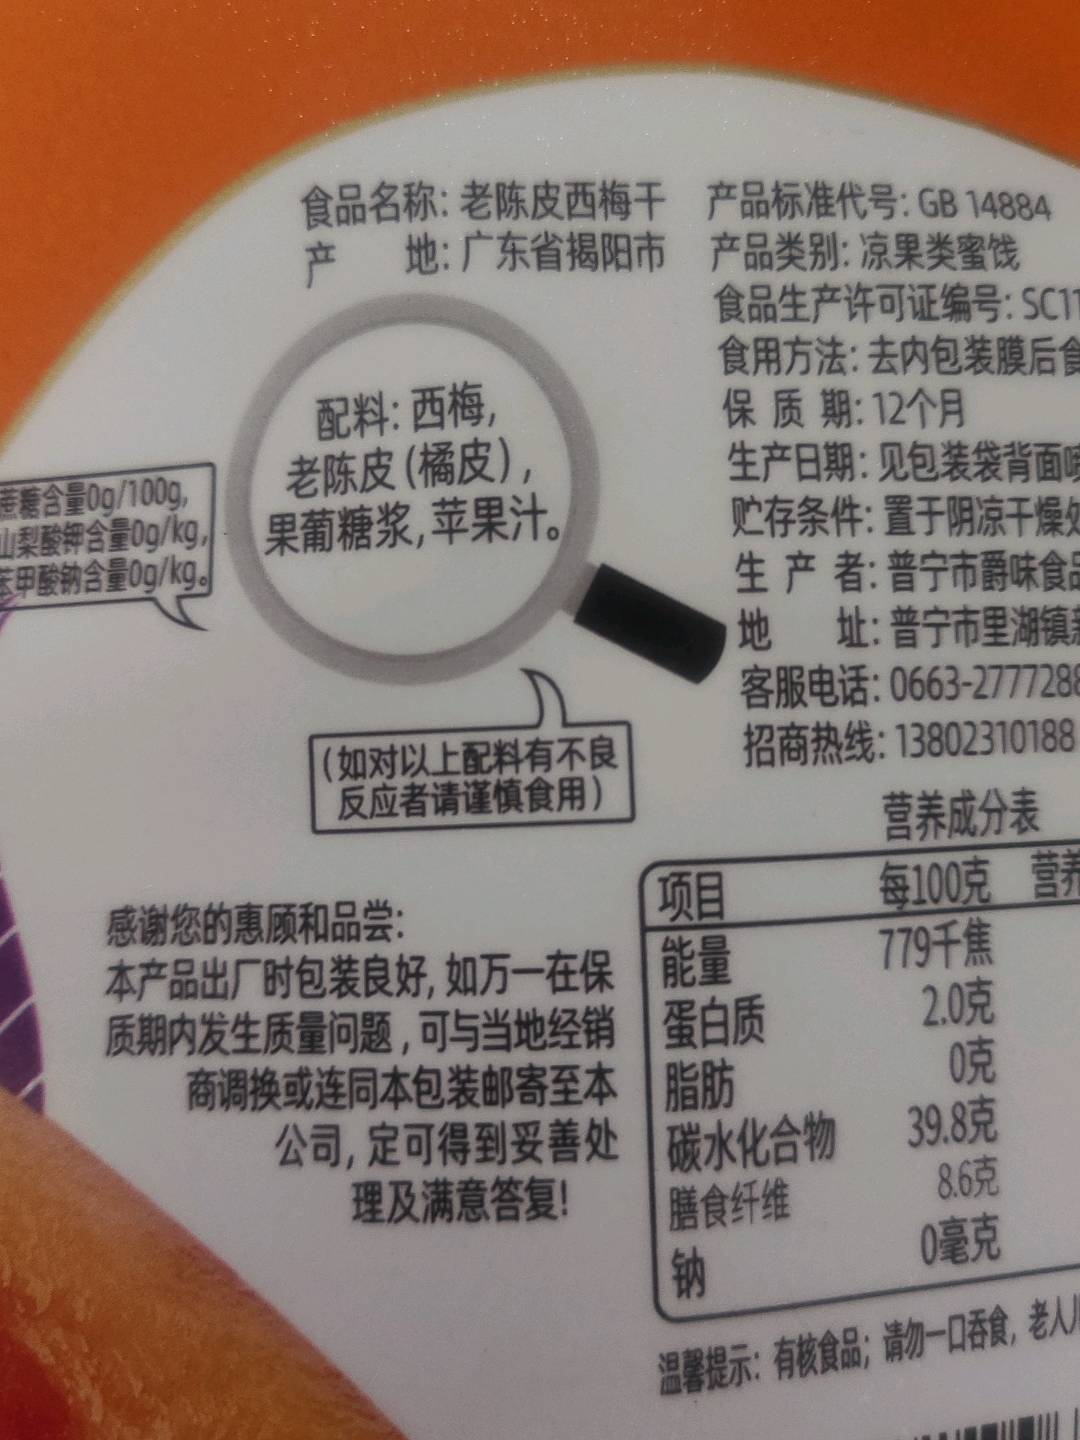 食品名称: 老陈皮西梅干
产 地: 广东省揭阳市
配料: 西梅,
老陈皮(橘皮),
果葡糖浆,苹果汁。
蔗糖含量0g/100g,
山梨酸钾含量0g/kg,
苯甲酸钠含量0g/kg。
(如对以上配料有不良
反应者请谨慎食用)
产品标准代号: GB 14884
产品类别: 凉果类蜜饯
食品生产许可证编号: SC11
食用方法: 去内包装膜后食
保 质 期: 12个月
生产日期: 见包装袋背面喷
贮存条件: 置于阴凉干燥处
生 产 者: 普宁市爵味食品
地 址: 普宁市里湖镇新
客服电话: 0663-2777288
招商热线: 13802310188
感谢您的惠顾和品尝:
本产品出厂时包装良好, 如万一在保
质期内发生质量问题, 可与当地经销
商调换或连同本包装邮寄至本
公司, 定可得到妥善处
理及满意答复!
营养成分表
项目 每100克 营养
能量 779千焦
蛋白质 2.0克
脂肪 0克
碳水化合物 39.8克
膳食纤维 8.6克
钠 0毫克
温馨提示: 有核食品; 请勿一口吞食, 老人儿